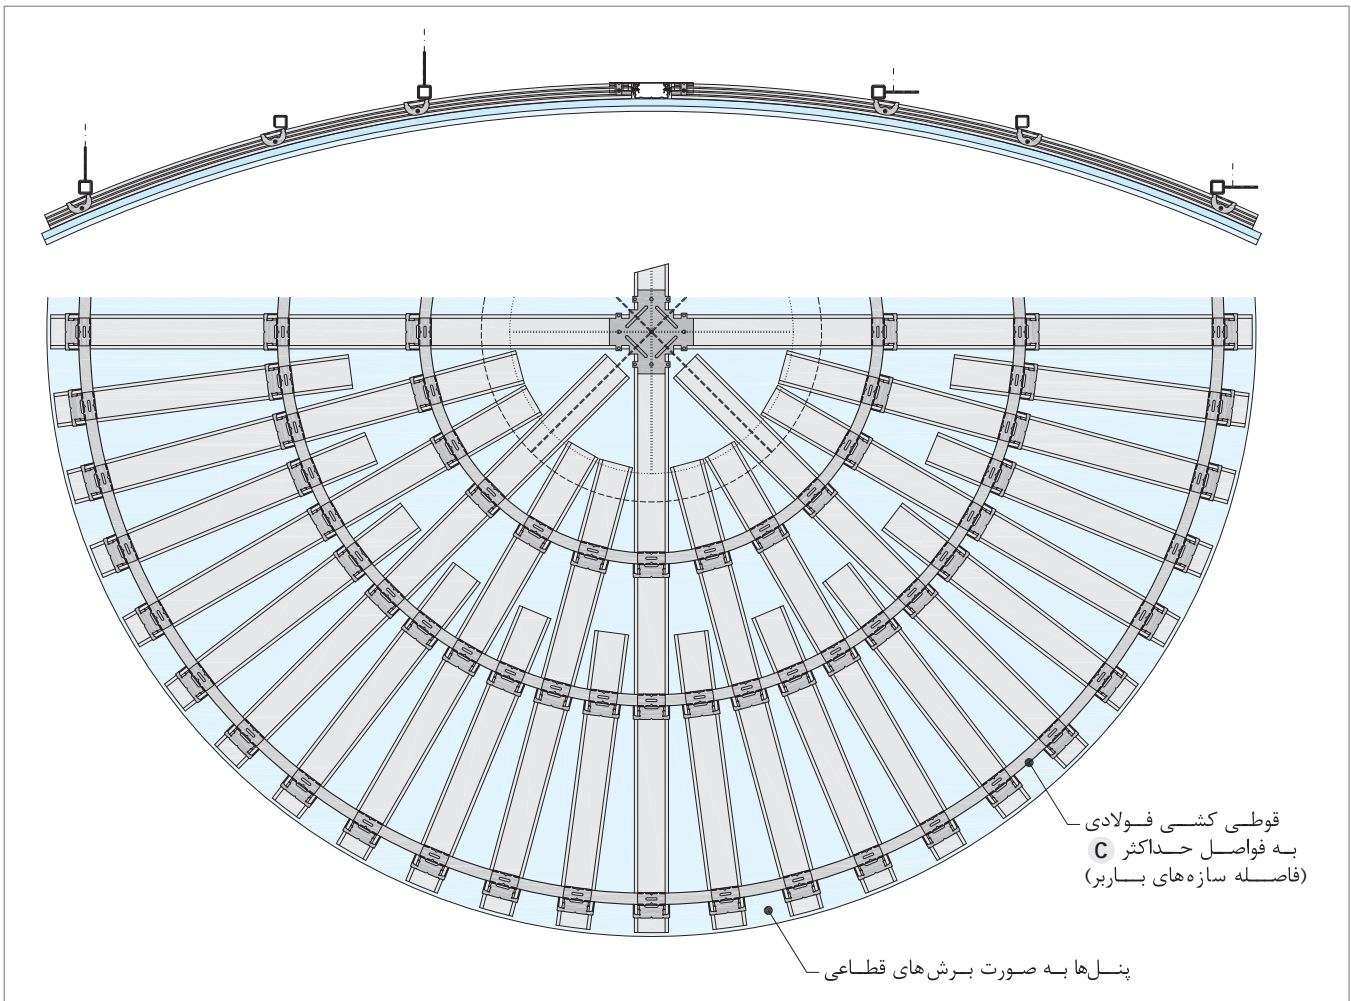 قوطی کشی فولادی
به فواصل حداکثر C
(فاصله سازه‌های باربر)
پنل‌ها به صورت برش‌های قطاعی